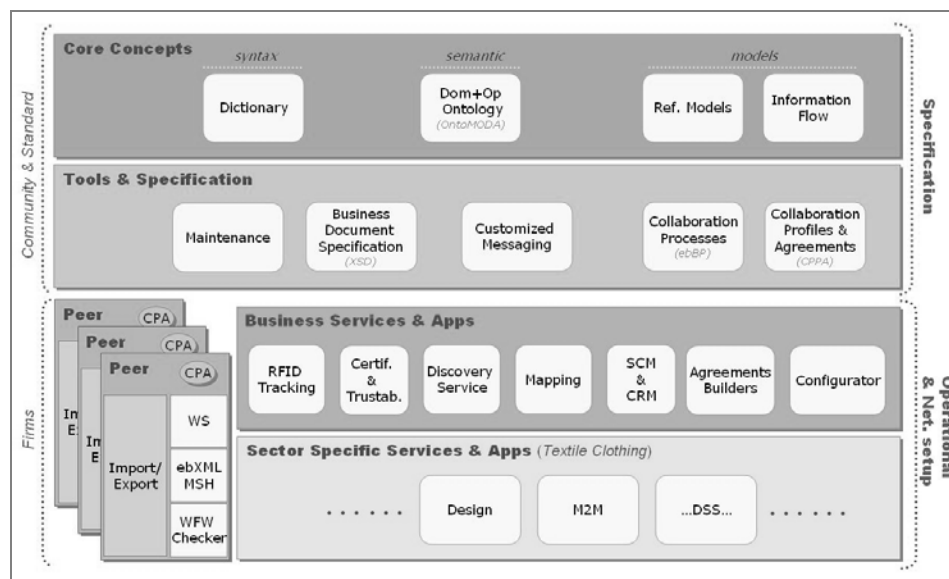 Core Concepts
syntax
semantic
models
Dictionary
Dom+Op
Ontology
(OntoMODA)
Ref. Models
Information
Flow
Community & Standard
Specification
Tools & Specification
Maintenance
Business
Document
Specification
(XSD)
Customized
Messaging
Collaboration
Processes
(ebBP)
Collaboration
Profiles &
Agreements
(CPPA)
Peer
CPA
Peer
CPA
Peer
CPA
Im
E
Im
E
Import/
Export
WS
ebXML
MSH
WFW
Checker
Firms
Business Services & Apps
RFID
Tracking
Certif.
&
Trustab.
Discovery
Service
Mapping
SCM
&
CRM
Agreements
Builders
Configurator
Operational
& Net. setup
Sector Specific Services & Apps (Textile Clothing)
. . . . . .
Design
M2M
...DSS...
. . . . . .